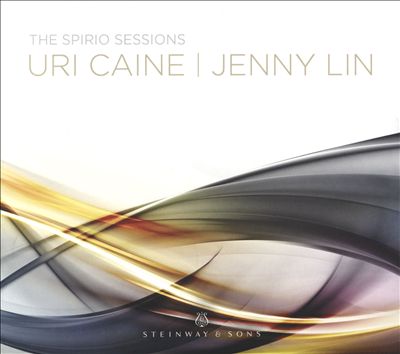 THE SPIRIO SESSIONS
URI CAINE | JENNY LIN
STEINWAY & SONS